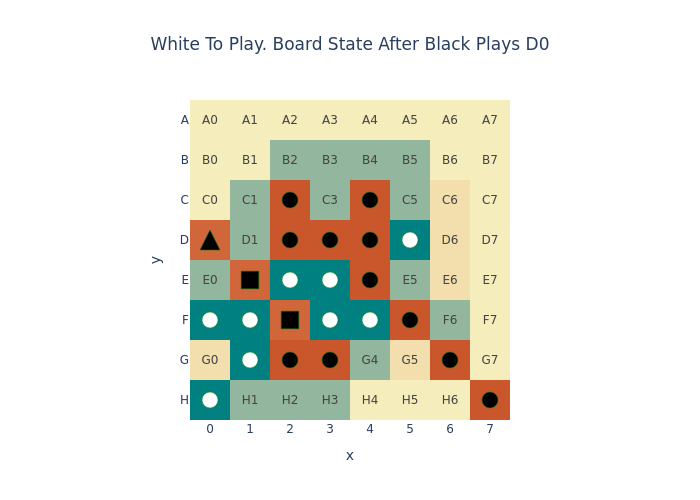 White To Play. Board State After Black Plays D0
A A0 A1 A2 A3 A4 A5 A6 A7
B B0 B1 B2 B3 B4 B5 B6 B7
C C0 C1 C3 C5 C6 C7
D D1 D6 D7
E E0 E5 E6 E7
F F6 F7
G G0 G4 G5 G7
H H1 H2 H3 H4 H5 H6
0 1 2 3 4 5 6 7
x
y